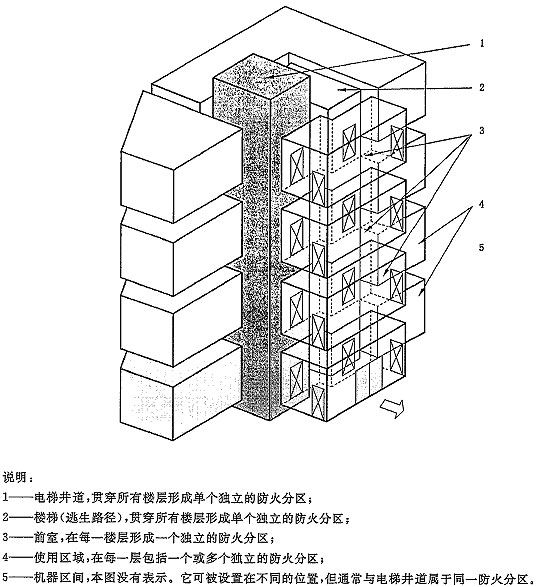 1
2
3
4
5
说明：
1——电梯井道，贯穿所有楼层形成单个独立的防火分区；
2——楼梯(逃生路径)，贯穿所有楼层形成单个独立的防火分区；
3——前室，在每一楼层形成一个独立的防火分区；
4——使用区域，在每一层包括一个或多个独立的防火分区；
5——机器区间，本图没有表示。它可被设置在不同的位置，但通常与电梯井道属于同一防火分区。